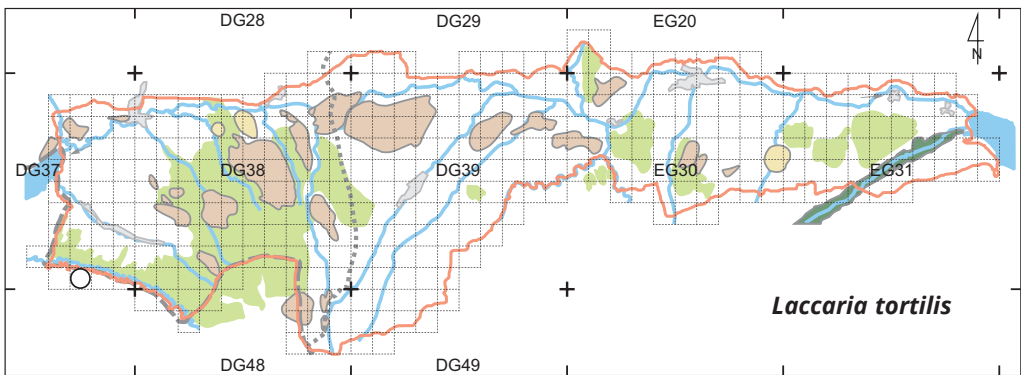 DG28 DG29 EG20
N
DG37 DG38 DG39 EG30 EG31
Laccaria tortilis
DG48 DG49